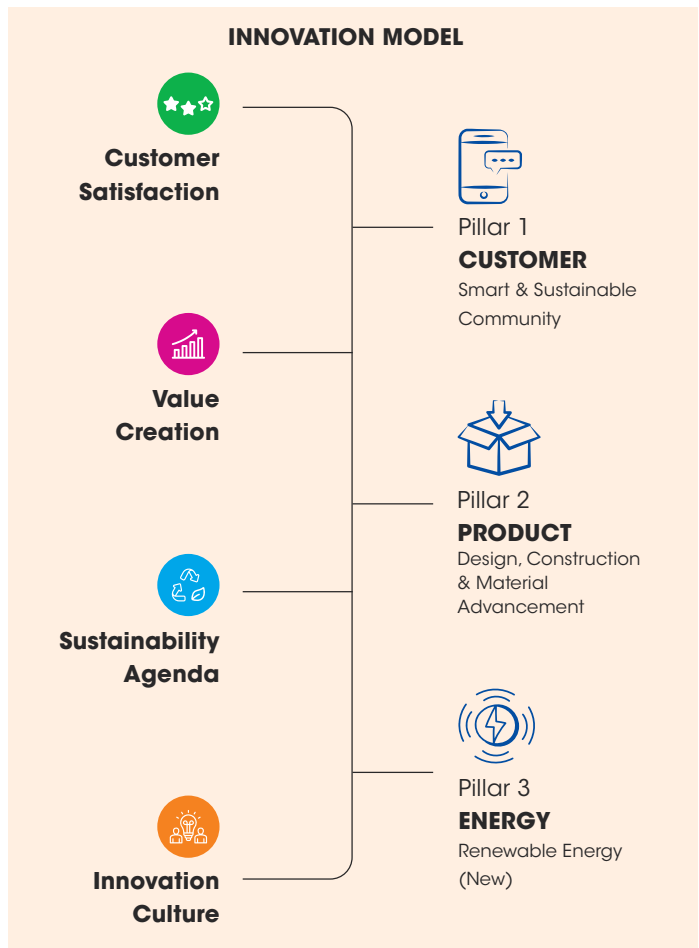 INNOVATION MODEL
Customer
Satisfaction
Value
Creation
Sustainability
Agenda
Innovation
Culture
Pillar 1
CUSTOMER
Smart & Sustainable
Community
Pillar 2
PRODUCT
Design, Construction
& Material
Advancement
Pillar 3
ENERGY
Renewable Energy
(New)